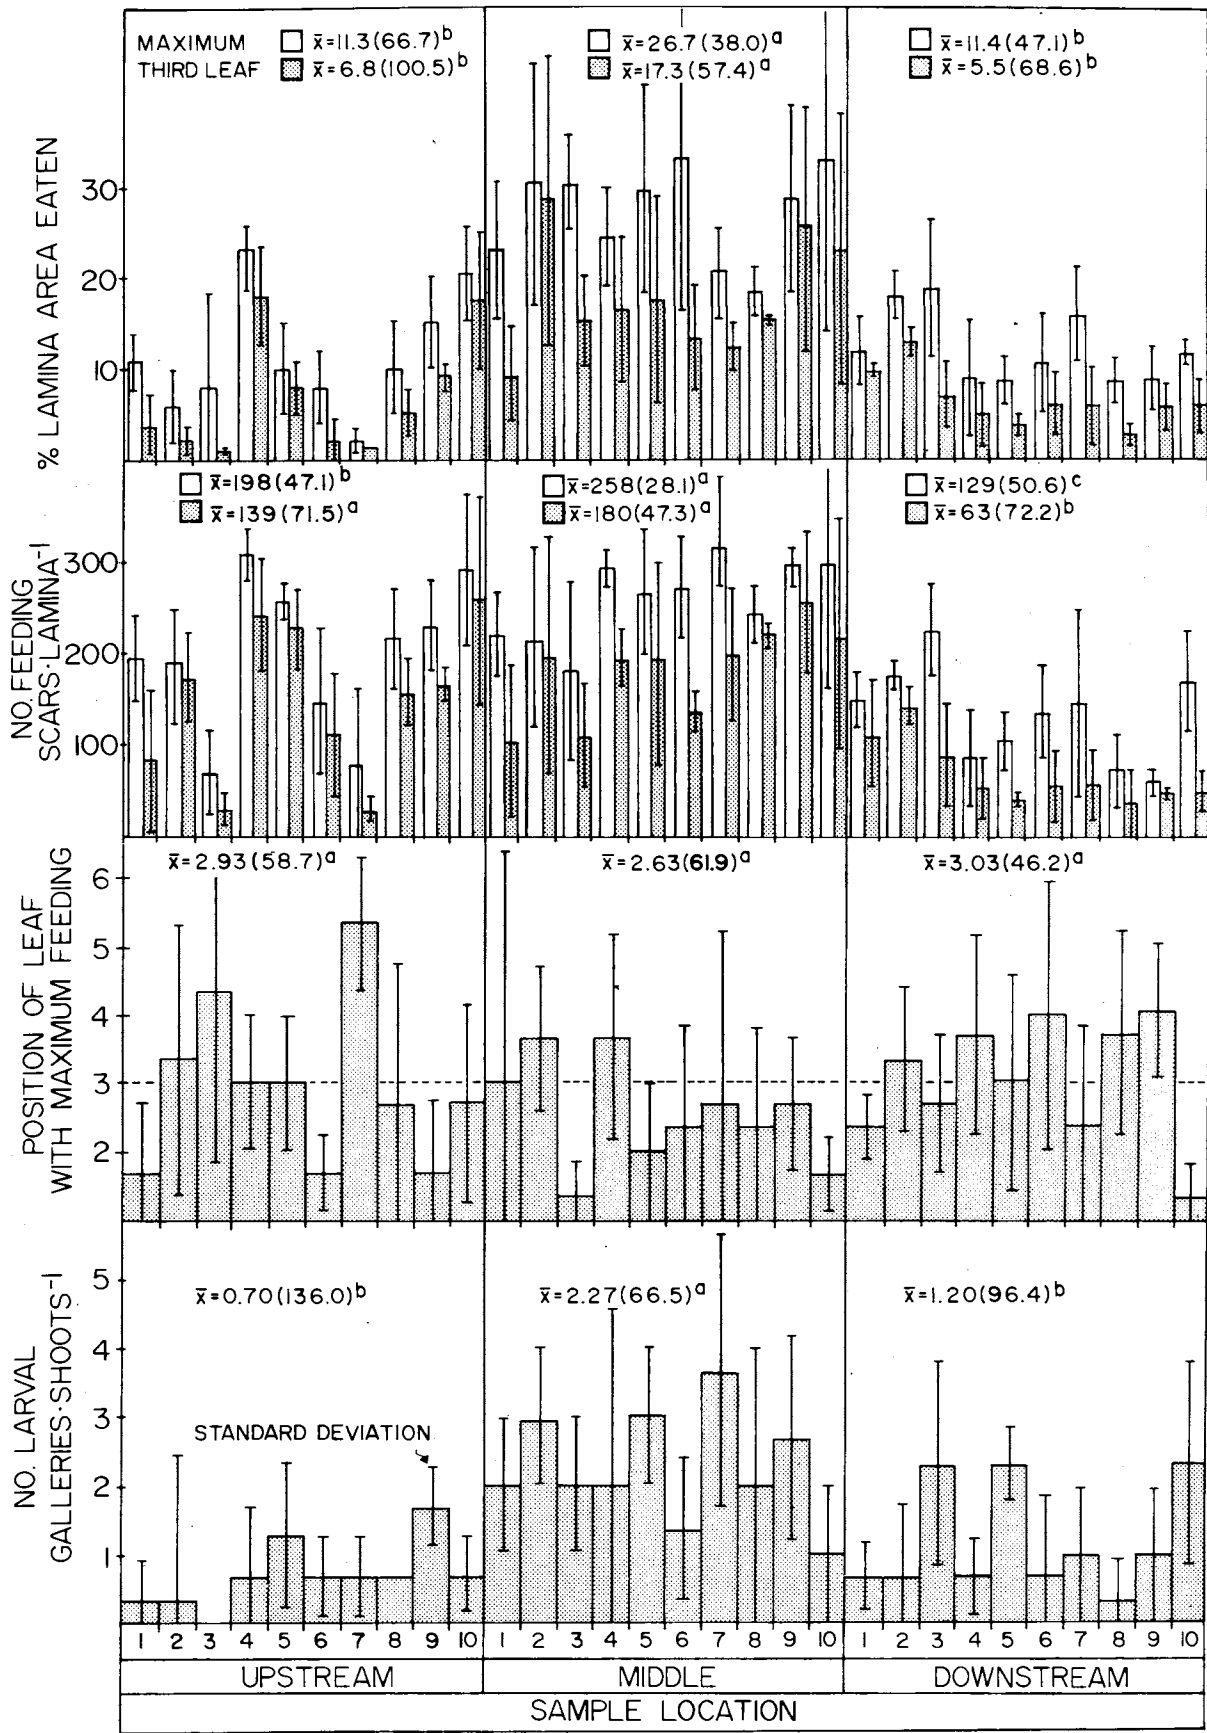 MAXIMUM x̄=11.3(66.7)ᵇ
THIRD LEAF x̄=6.8(100.5)ᵇ
x̄=26.7(38.0)ᵃ
x̄=17.3(57.4)ᵃ
x̄=11.4(47.1)ᵇ
x̄=5.5(68.6)ᵇ
% LAMINA AREA EATEN
30
20
10
x̄=198(47.1)ᵇ
x̄=139(71.5)ᵃ
x̄=258(28.1)ᵃ
x̄=180(47.3)ᵃ
x̄=129(50.6)ᶜ
x̄=63(72.2)ᵇ
NO. FEEDING
SCARS·LAMINA⁻¹
300
200
100
x̄=2.93(58.7)ᵃ
x̄=2.63(61.9)ᵃ
x̄=3.03(46.2)ᵃ
POSITION OF LEAF
WITH MAXIMUM FEEDING
6
5
4
3
2
x̄=0.70(136.0)ᵇ
x̄=2.27(66.5)ᵃ
x̄=1.20(96.4)ᵇ
NO. LARVAL
GALLERIES·SHOOTS⁻¹
5
4
3
2
1
STANDARD DEVIATION
1 2 3 4 5 6 7 8 9 10 1 2 3 4 5 6 7 8 9 10 1 2 3 4 5 6 7 8 9 10
UPSTREAM MIDDLE DOWNSTREAM
SAMPLE LOCATION